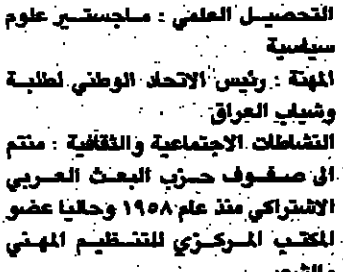 التحصيل العلمي : ماجستير علوم
سياسية
المهنة : رئيس الاتحاد الوطني لطلبة
وشباب العراق
النشاطات الاجتماعية والثقافية : منتم
الى صفوف حزب البعث العربي
الاشتراكي منذ عام ١٩٥٨ وحاليا عضو
المكتب المركزي للتنظيم المهني